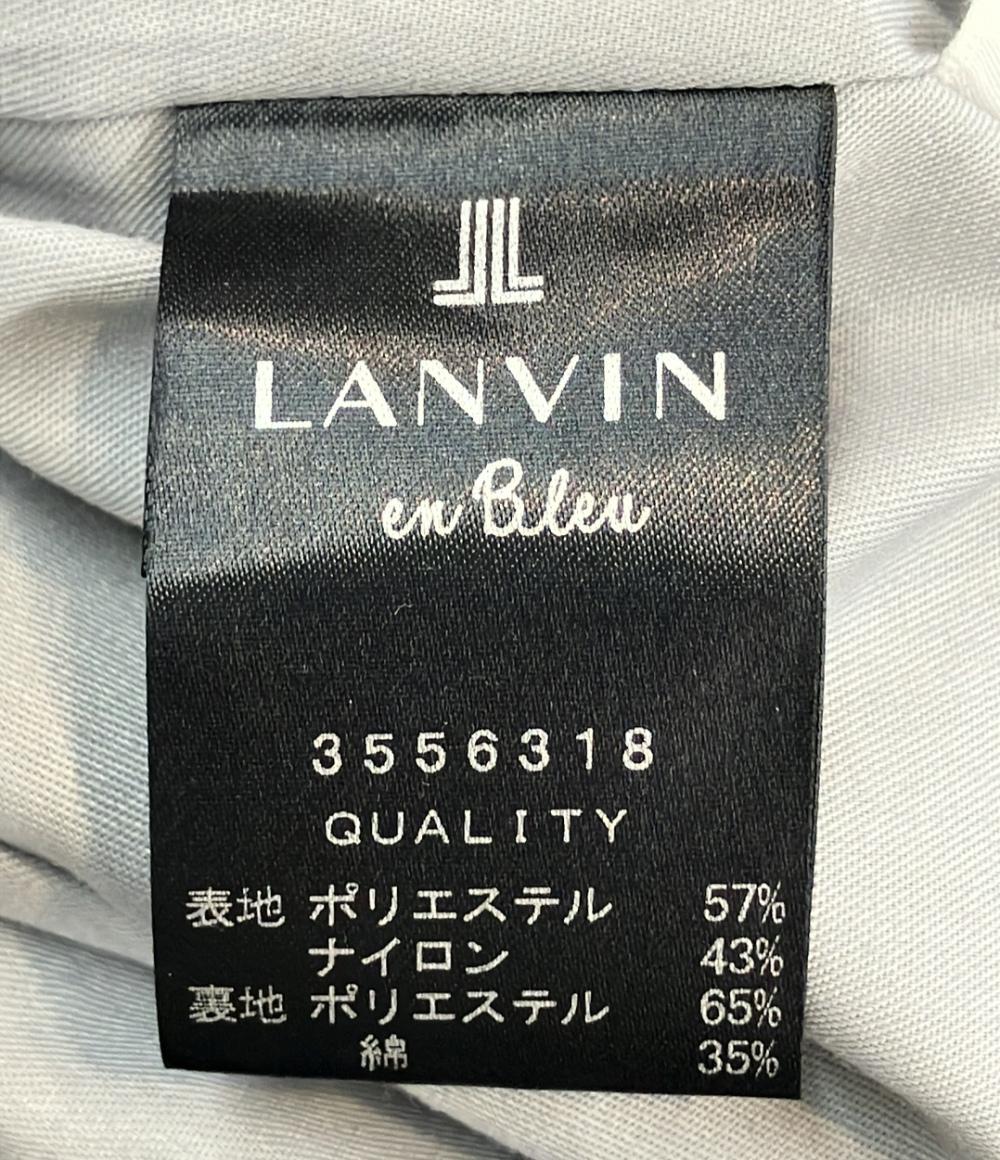 LANVIN
en Bleu
3556318
QUALITY
表地 ポリエステル 57%
ナイロン 43%
裏地 ポリエステル 65%
綿 35%